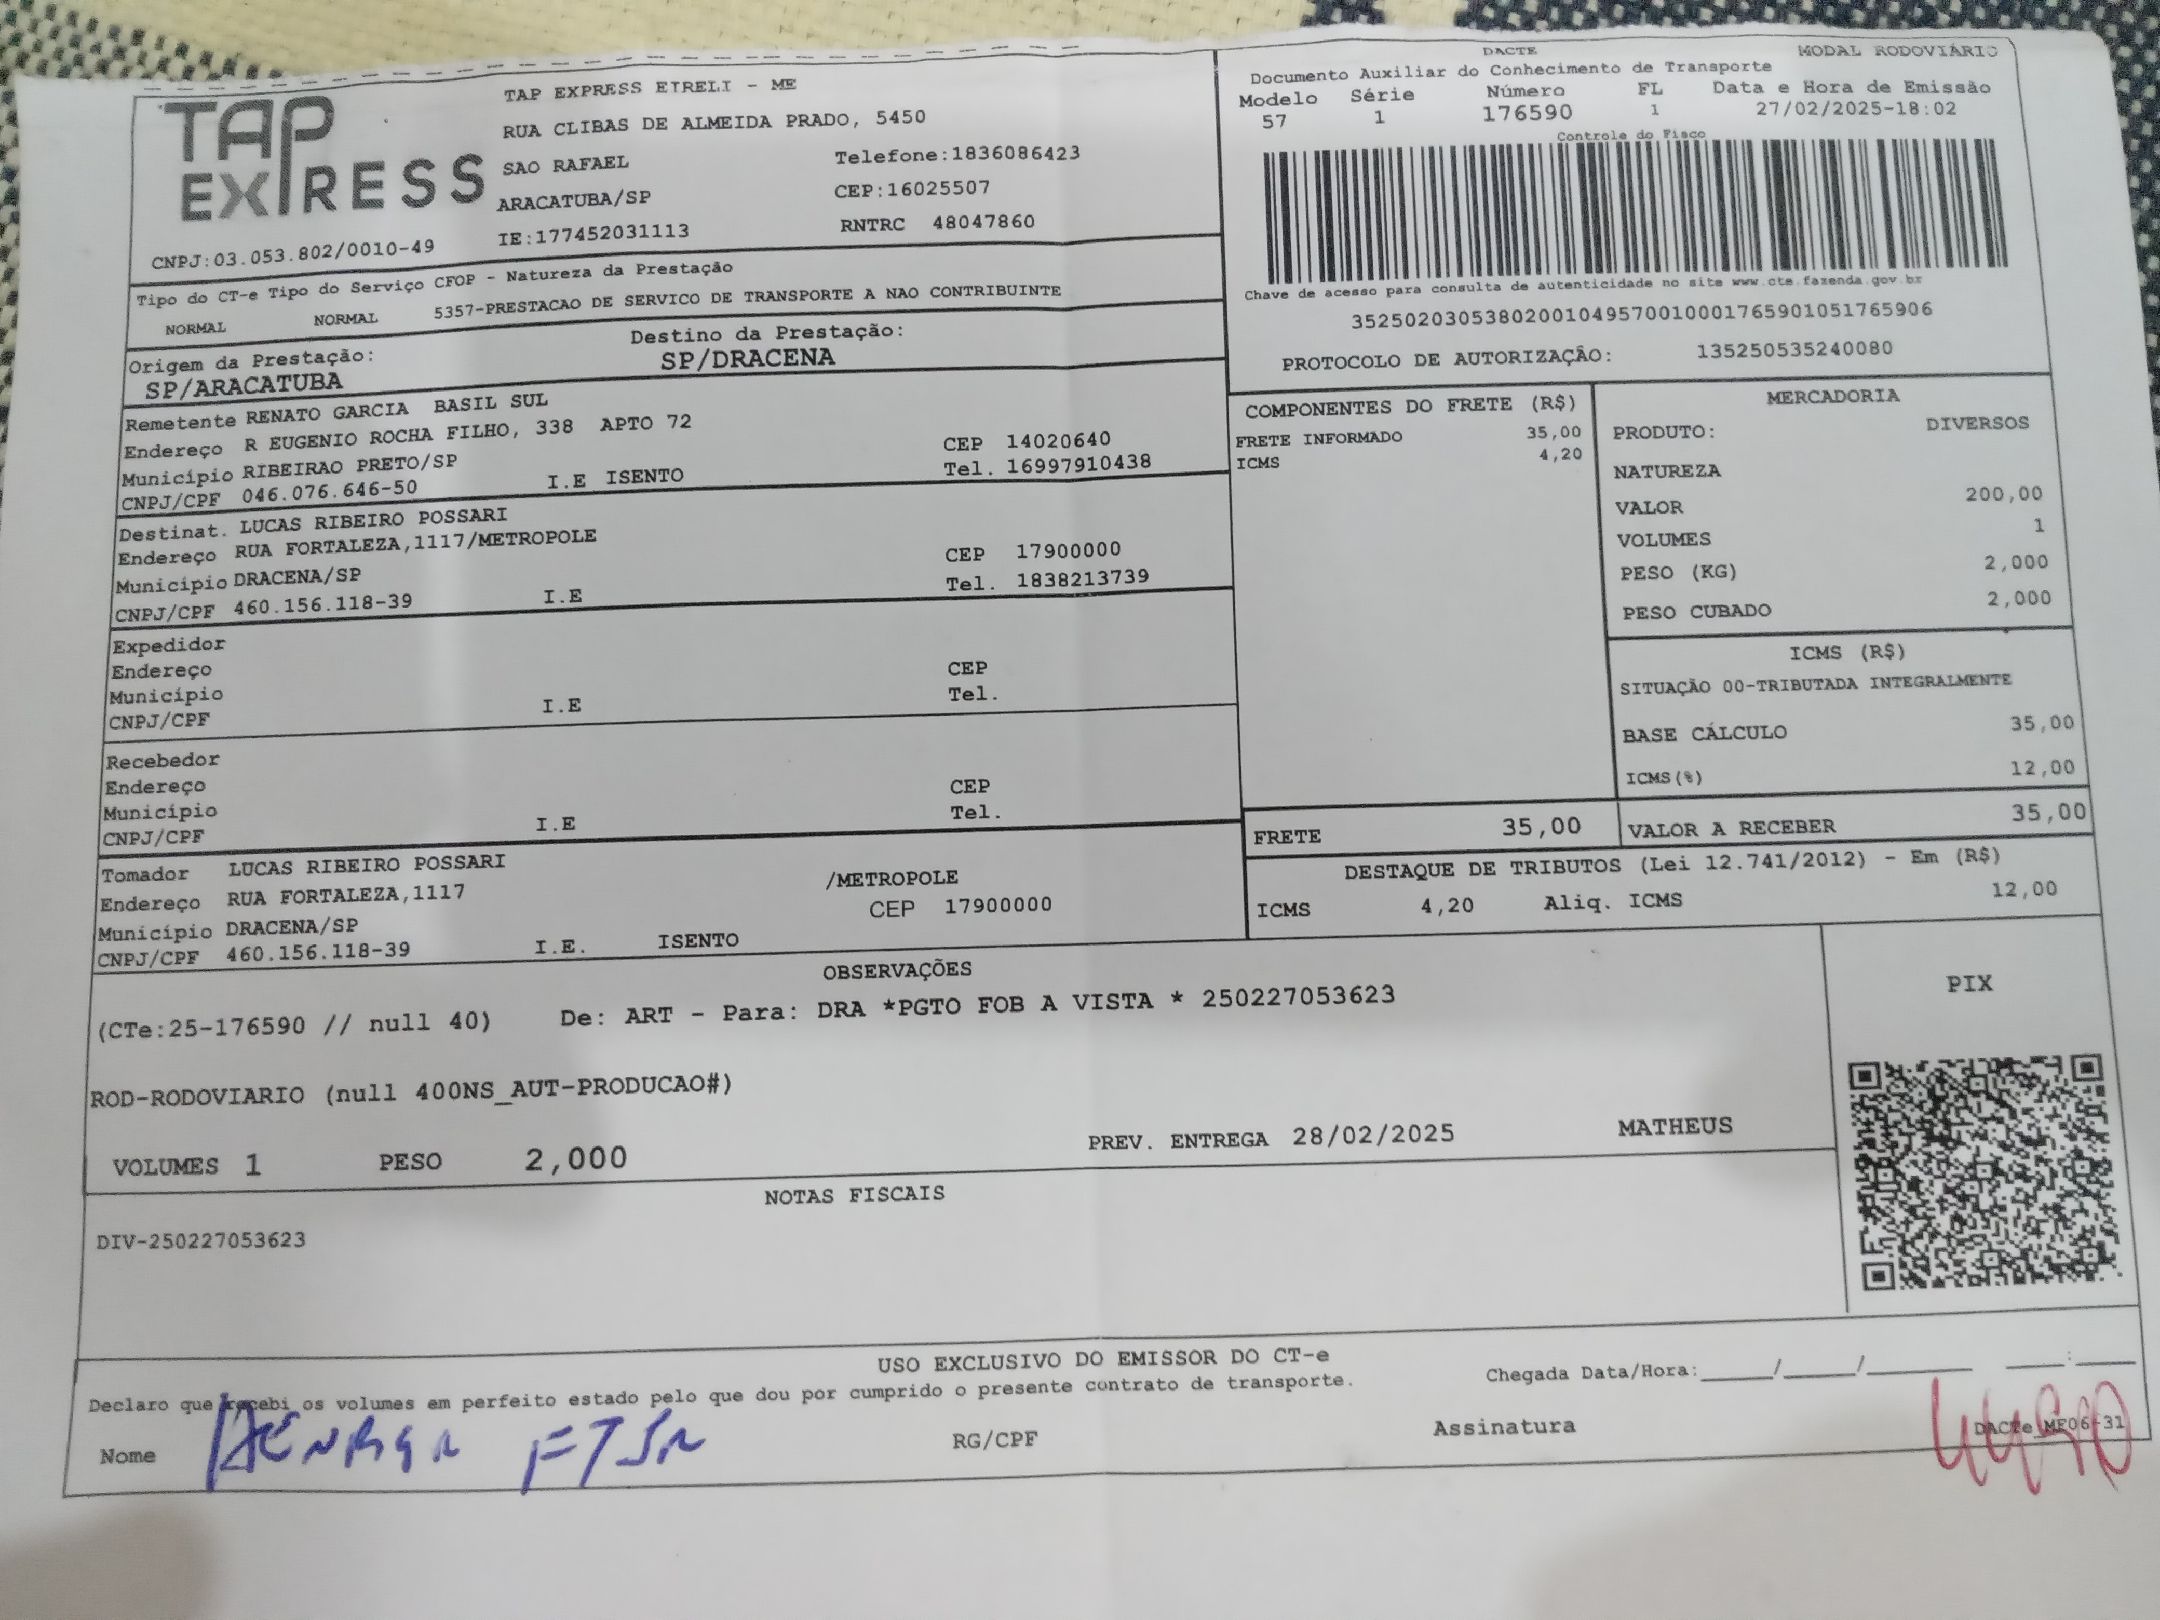 TAP EXPRESS
TAP EXPRESS EIRELI - ME
RUA CLIBAS DE ALMEIDA PRADO, 5450
SAO RAFAEL
Telefone:1836086423
ARACATUBA/SP
CEP:16025507
CNPJ:03.053.802/0010-49
IE:177452031113
RNTRC 48047860
DACTE
MODAL RODOVIÁRIO
Documento Auxiliar do Conhecimento de Transporte
Modelo Série Número FL Data e Hora de Emissão
57 1 176590 1 27/02/2025-18:02
Controle do Fisco
Chave de acesso para consulta de autenticidade no site www.cte.fazenda.gov.br
35250203053802001049570010001765901051765906
PROTOCOLO DE AUTORIZAÇÃO: 135250535240080
Tipo do CT-e Tipo do Serviço CFOP - Natureza da Prestação
NORMAL NORMAL 5357-PRESTACAO DE SERVICO DE TRANSPORTE A NAO CONTRIBUINTE
Origem da Prestação:
SP/ARACATUBA
Destino da Prestação:
SP/DRACENA
Remetente RENATO GARCIA BASIL SUL
Endereço R EUGENIO ROCHA FILHO, 338 APTO 72
CEP 14020640
Município RIBEIRAO PRETO/SP
Tel. 16997910438
CNPJ/CPF 046.076.646-50
I.E ISENTO
Destinat. LUCAS RIBEIRO POSSARI
Endereço RUA FORTALEZA,1117/METROPOLE
CEP 17900000
Município DRACENA/SP
Tel. 1838213739
CNPJ/CPF 460.156.118-39
I.E
Expedidor
Endereço CEP
Município Tel.
CNPJ/CPF I.E
Recebedor
Endereço CEP
Município Tel.
CNPJ/CPF I.E
Tomador LUCAS RIBEIRO POSSARI
Endereço RUA FORTALEZA,1117 /METROPOLE
Município DRACENA/SP CEP 17900000
CNPJ/CPF 460.156.118-39 I.E. ISENTO
COMPONENTES DO FRETE (R$)
FRETE INFORMADO 35,00
ICMS 4,20
MERCADORIA
PRODUTO: DIVERSOS
NATUREZA
VALOR 200,00
VOLUMES 1
PESO (KG) 2,000
PESO CUBADO 2,000
ICMS (R$)
SITUAÇÃO 00-TRIBUTADA INTEGRALMENTE
BASE CÁLCULO 35,00
ICMS(%) 12,00
FRETE 35,00
VALOR A RECEBER 35,00
DESTAQUE DE TRIBUTOS (Lei 12.741/2012) - Em (R$)
ICMS 4,20 Aliq. ICMS 12,00
OBSERVAÇÕES
(CTe:25-176590 // null 40) De: ART - Para: DRA *PGTO FOB A VISTA * 250227053623
ROD-RODOVIARIO (null 400NS_AUT-PRODUCAO#)
VOLUMES 1 PESO 2,000 PREV. ENTREGA 28/02/2025 MATHEUS
PIX
NOTAS FISCAIS
DIV-250227053623
USO EXCLUSIVO DO EMISSOR DO CT-e
Declaro que recebi os volumes em perfeito estado pelo que dou por cumprido o presente contrato de transporte.
Chegada Data/Hora:_____/_____/________ ____:____
Nome
RG/CPF
Assinatura
DACTe_MF06-31